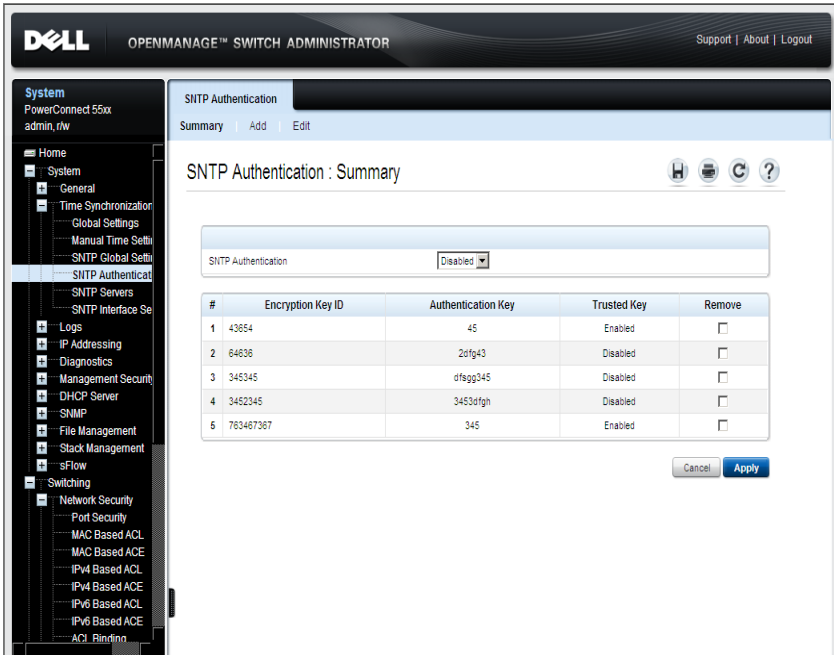 DELL
OPENMANAGE™ SWITCH ADMINISTRATOR
Support | About | Logout
System
PowerConnect 55xx
admin, r/w
Home
System
General
Time Synchronization
Global Settings
Manual Time Settin
SNTP Global Settin
SNTP Authenticat
SNTP Servers
SNTP Interface Se
Logs
IP Addressing
Diagnostics
Management Security
DHCP Server
SNMP
File Management
Stack Management
sFlow
Switching
Network Security
Port Security
MAC Based ACL
MAC Based ACE
IPv4 Based ACL
IPv4 Based ACE
IPv6 Based ACL
IPv6 Based ACE
ACL Binding
SNTP Authentication
Summary | Add | Edit
SNTP Authentication : Summary
H C ?
SNTP Authentication Disabled
# Encryption Key ID Authentication Key Trusted Key Remove
1 43654 45 Enabled
2 64636 2dfg43 Disabled
3 345345 dfsgg345 Disabled
4 3452345 3453dfgh Disabled
5 763467367 345 Enabled
Cancel Apply